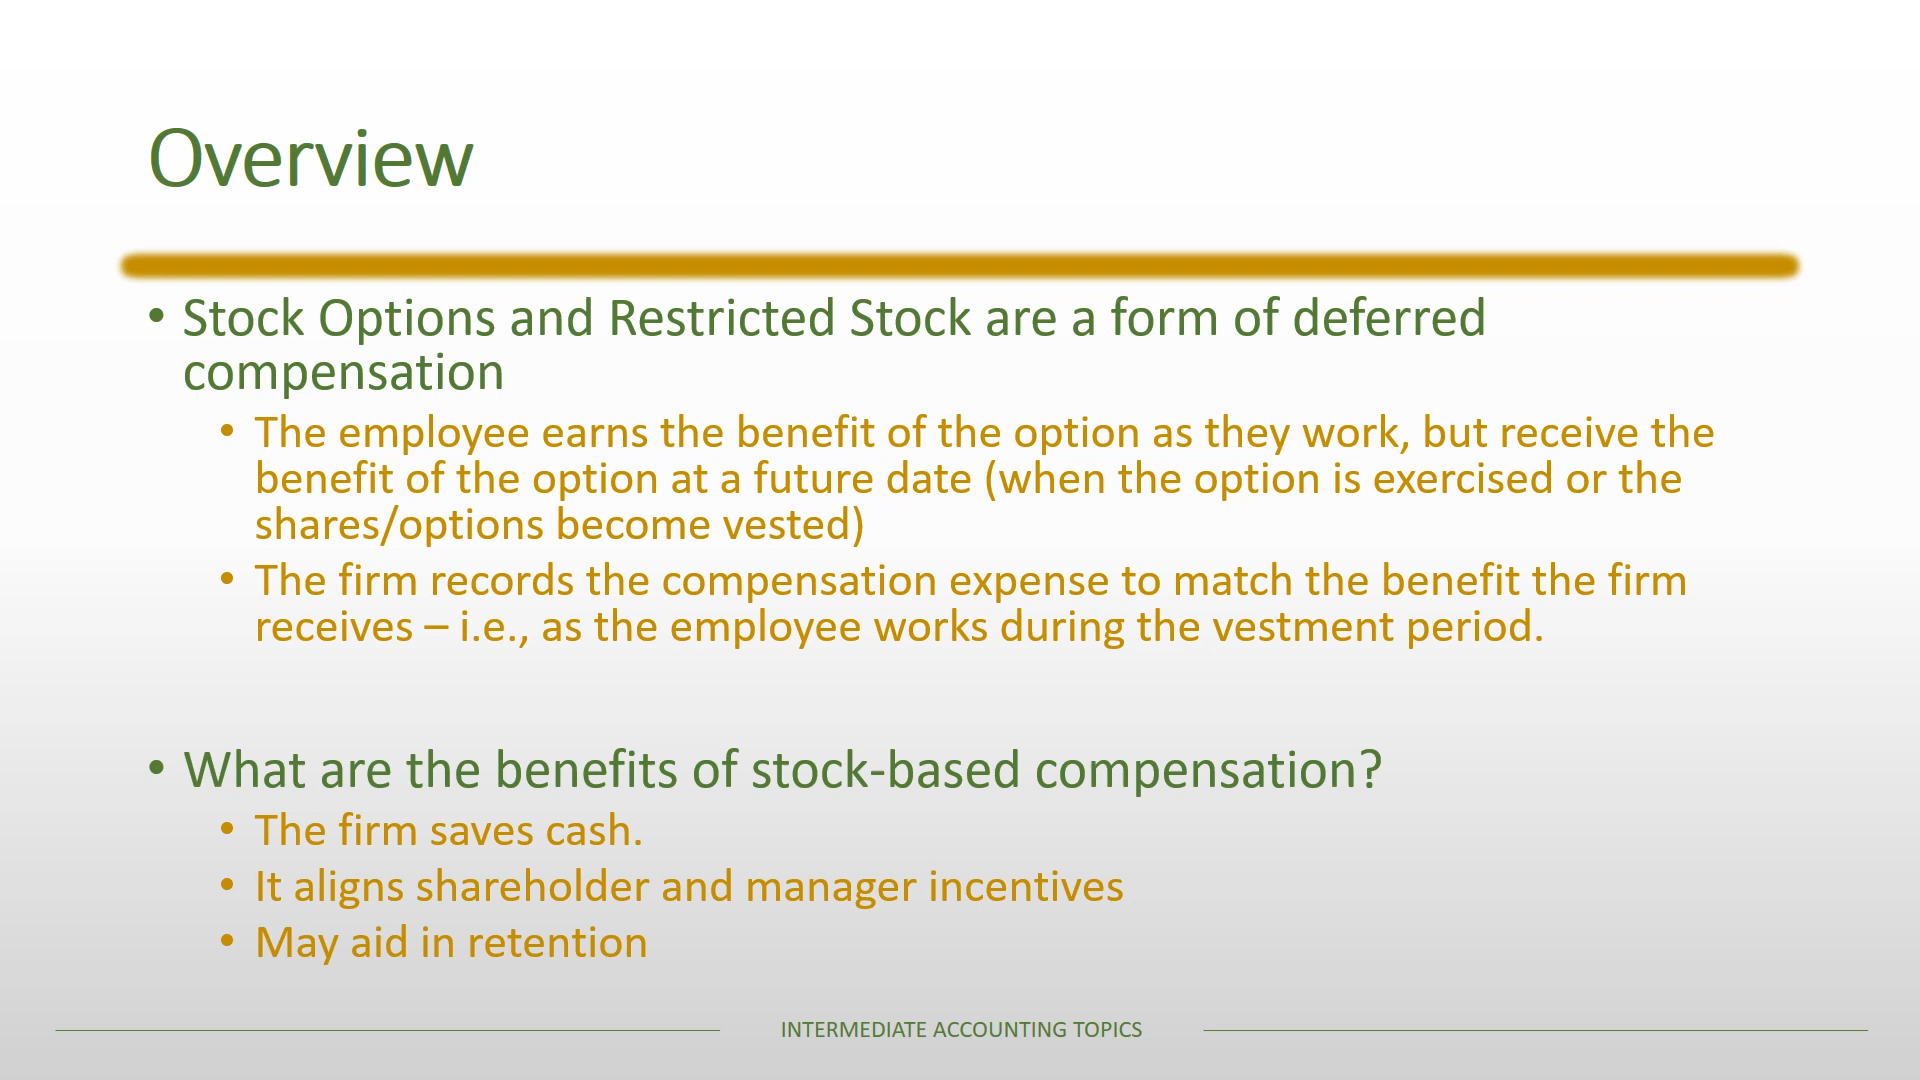 Overview
• Stock Options and Restricted Stock are a form of deferred
compensation
• The employee earns the benefit of the option as they work, but receive the
benefit of the option at a future date (when the option is exercised or the
shares/options become vested)
• The firm records the compensation expense to match the benefit the firm
receives – i.e., as the employee works during the vestment period.
• What are the benefits of stock-based compensation?
• The firm saves cash.
• It aligns shareholder and manager incentives
• May aid in retention
INTERMEDIATE ACCOUNTING TOPICS